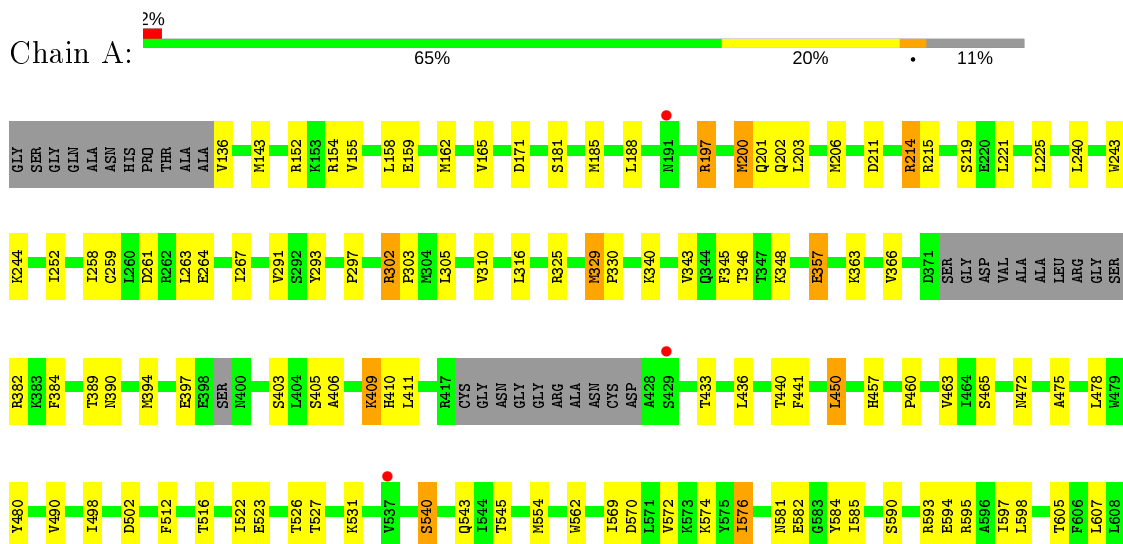 2%
Chain A:
65% 20% • 11%
GLY SER GLY GLN ALA ASN HIS PRO THR ALA ALA V136 M143 R152 K153 R154 V155 L158 E159 M162 V165 D171 S181 M185 L188 N191 R197 M200 Q201 Q202 L203 M206 D211 R214 R215 S219 E220 L221 L225 L240 W243
K244 I252 I258 C259 L260 D261 R262 L263 E264 I267 V291 S292 Y293 P297 R302 P303 M304 L305 V310 L316 R325 M329 P330 K340 V343 Q344 F345 T346 T347 K348 E357 K363 V366 D371 SER GLY ASP VAL ALA ALA LEU ARG GLY SER
R382 K383 F384 T389 N390 M394 E397 E398 SER N400 S403 L404 S405 A406 K409 H410 L411 R417 CYS GLY ASN GLY GLY ARG ALA ASN CYS ASP A428 S429 T433 L436 T440 F441 L450 H457 P460 V463 I464 S465 N472 A475 L478 W479
Y480 V490 I498 D502 F512 T516 I522 E523 T526 T527 K531 V537 S540 Q543 I544 T545 M554 W562 I569 D570 L571 V572 K573 K574 Y575 I576 N581 E582 G583 Y584 I585 S590 R593 E594 R595 A596 I597 L598 T605 F606 L607 L608